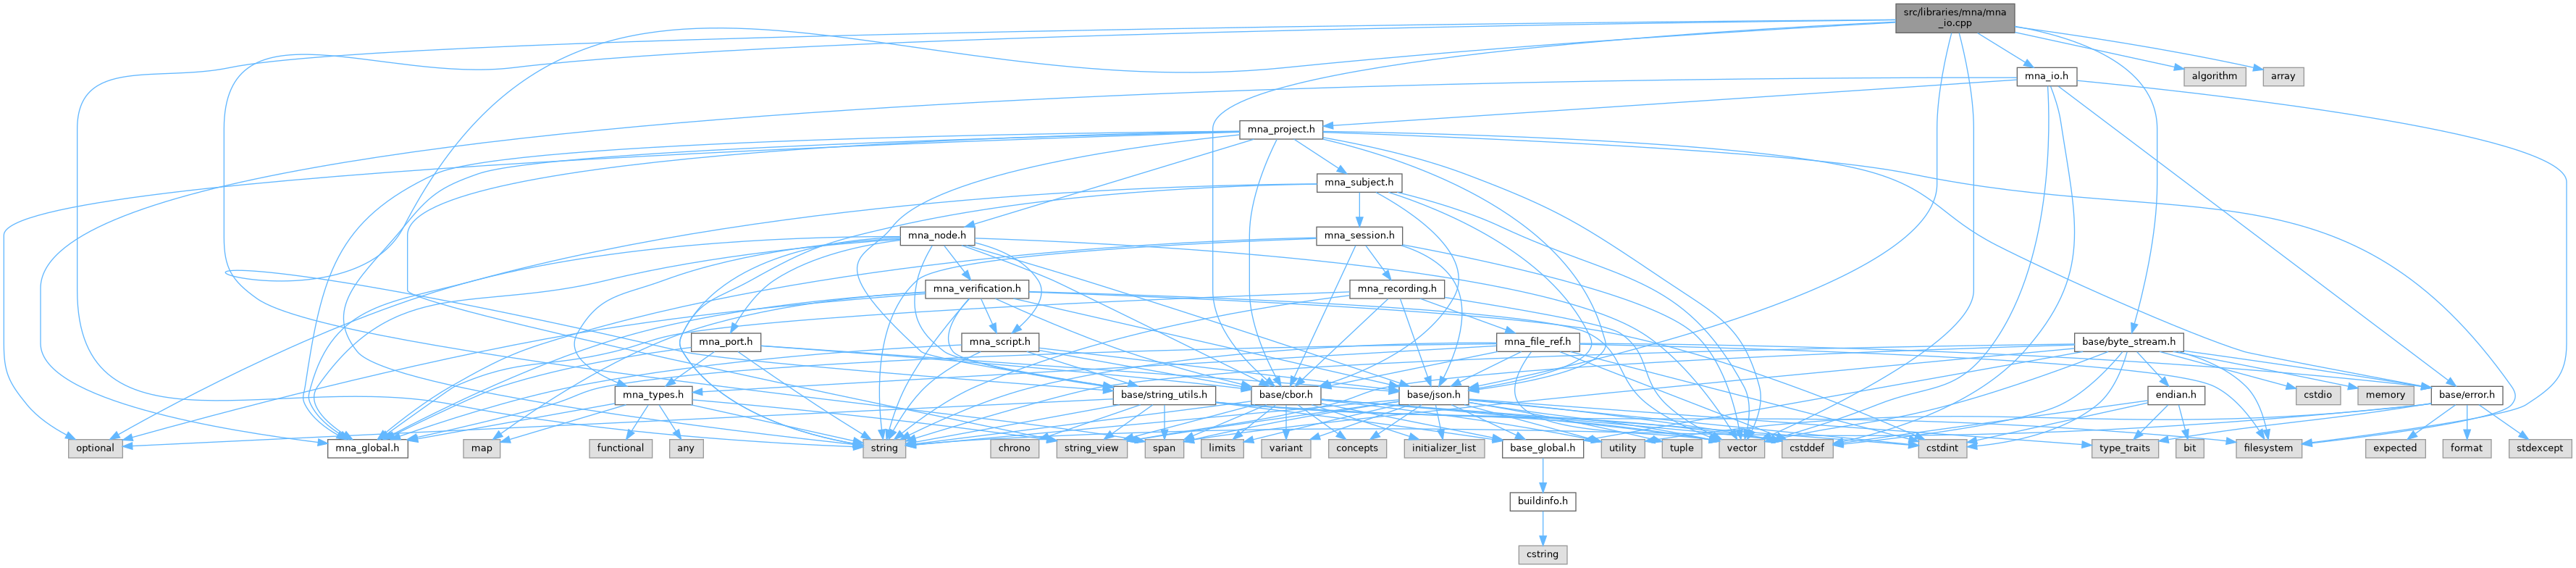 src/libraries/mna/mna
_io.cpp
mna_io.h
algorithm
array
mna_project.h
mna_subject.h
mna_node.h
mna_session.h
mna_verification.h
mna_recording.h
mna_port.h
mna_script.h
mna_file_ref.h
base/byte_stream.h
mna_types.h
base/string_utils.h
base/cbor.h
base/json.h
cstdio
memory
endian.h
base/error.h
optional
mna_global.h
map
functional
any
string
chrono
string_view
span
limits
variant
concepts
initializer_list
base_global.h
utility
tuple
vector
cstddef
cstdint
type_traits
bit
filesystem
expected
format
stdexcept
buildinfo.h
cstring